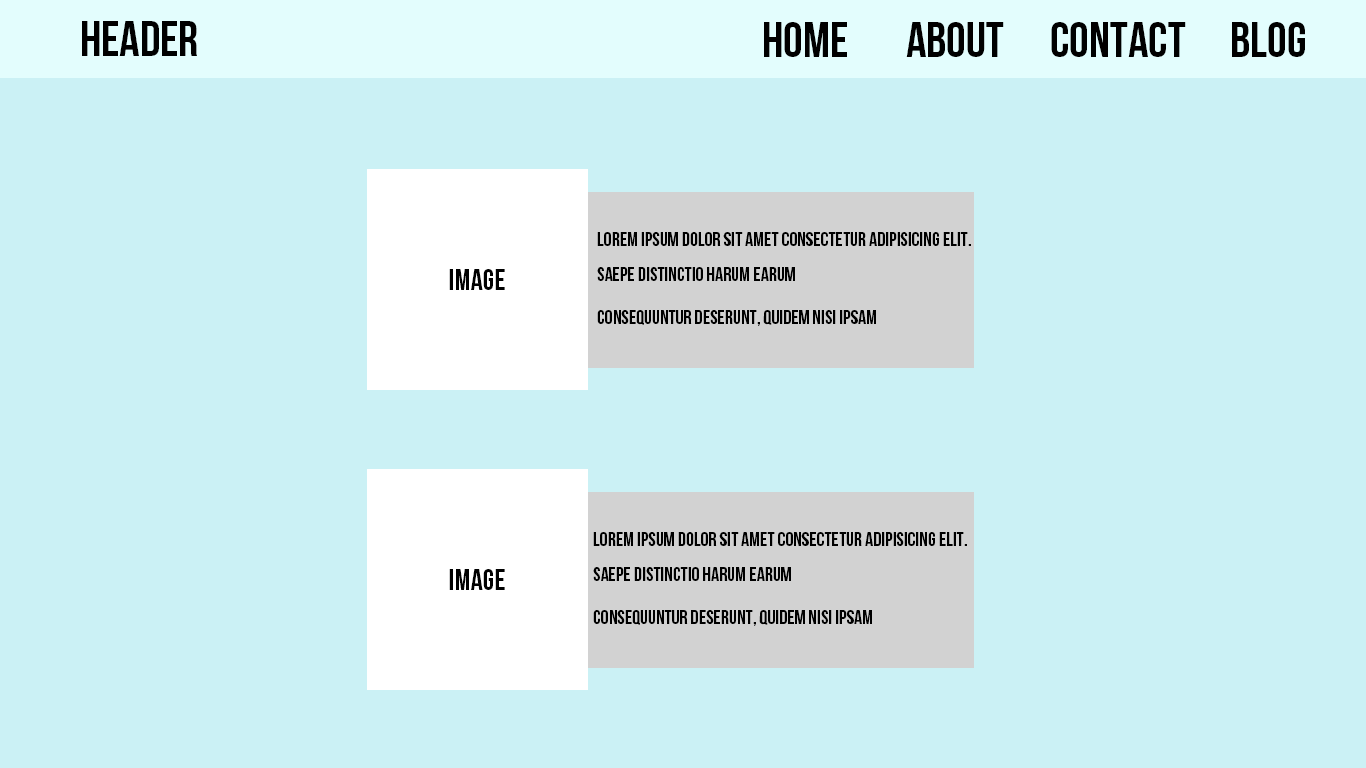 HEADER
HOME ABOUT CONTACT BLOG
IMAGE
LOREM IPSUM DOLOR SIT AMET CONSECTETUR ADIPISICING ELIT.
SAEPE DISTINCTIO HARUM EARUM
CONSEQUUNTUR DESERUNT, QUIDEM NISI IPSAM
IMAGE
LOREM IPSUM DOLOR SIT AMET CONSECTETUR ADIPISICING ELIT.
SAEPE DISTINCTIO HARUM EARUM
CONSEQUUNTUR DESERUNT, QUIDEM NISI IPSAM